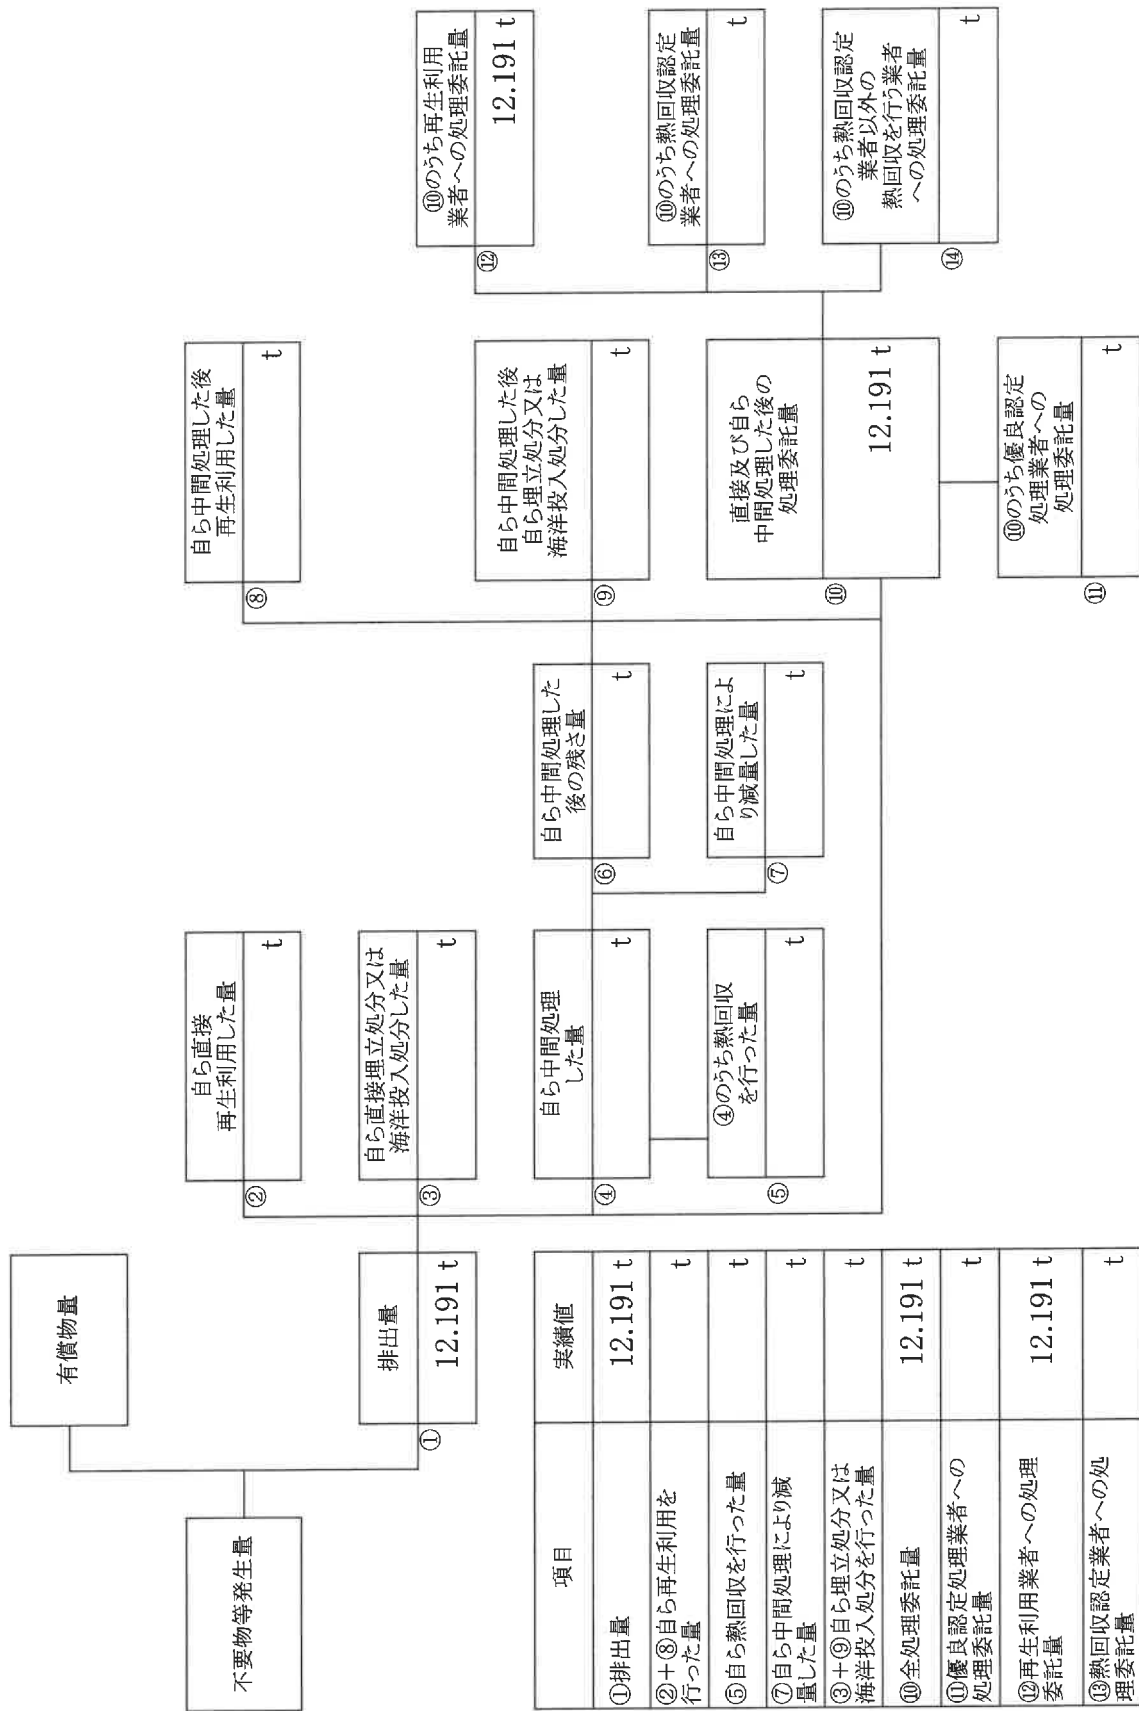 不要物等発生量
有償物量
排出量
① 12.191 t
自ら直接
再生利用した量
② t
自ら直接埋立処分又は
海洋投入処分した量
③ t
自ら中間処理
した量
④ t
④のうち熱回収
を行った量
⑤ t
自ら中間処理した
後の残さ量
⑥ t
自ら中間処理によ
り減量した量
⑦ t
自ら中間処理した後
再生利用した量
⑧ t
自ら中間処理した後
自ら埋立処分又は
海洋投入処分した量
⑨ t
直接及び自ら
中間処理した後の
処理委託量
⑩ 12.191 t
⑩のうち優良認定
処理業者への
処理委託量
⑪ t
⑩のうち再生利用
業者への処理委託量
⑫ 12.191 t
⑩のうち熱回収認定
業者への処理委託量
⑬ t
⑩のうち熱回収認定
業者以外の
熱回収を行う業者
への処理委託量
⑭ t
項目 実績値
①排出量 12.191 t
②+⑧自ら再生利用を
行った量 t
⑤自ら熱回収を行った量 t
⑦自ら中間処理により減
量した量 t
③+⑨自ら埋立処分又は
海洋投入処分を行った量 t
⑩全処理委託量 12.191 t
⑪優良認定処理業者への
処理委託量 t
⑫再生利用業者への処理
委託量 12.191 t
⑬熱回収認定業者への処
理委託量 t